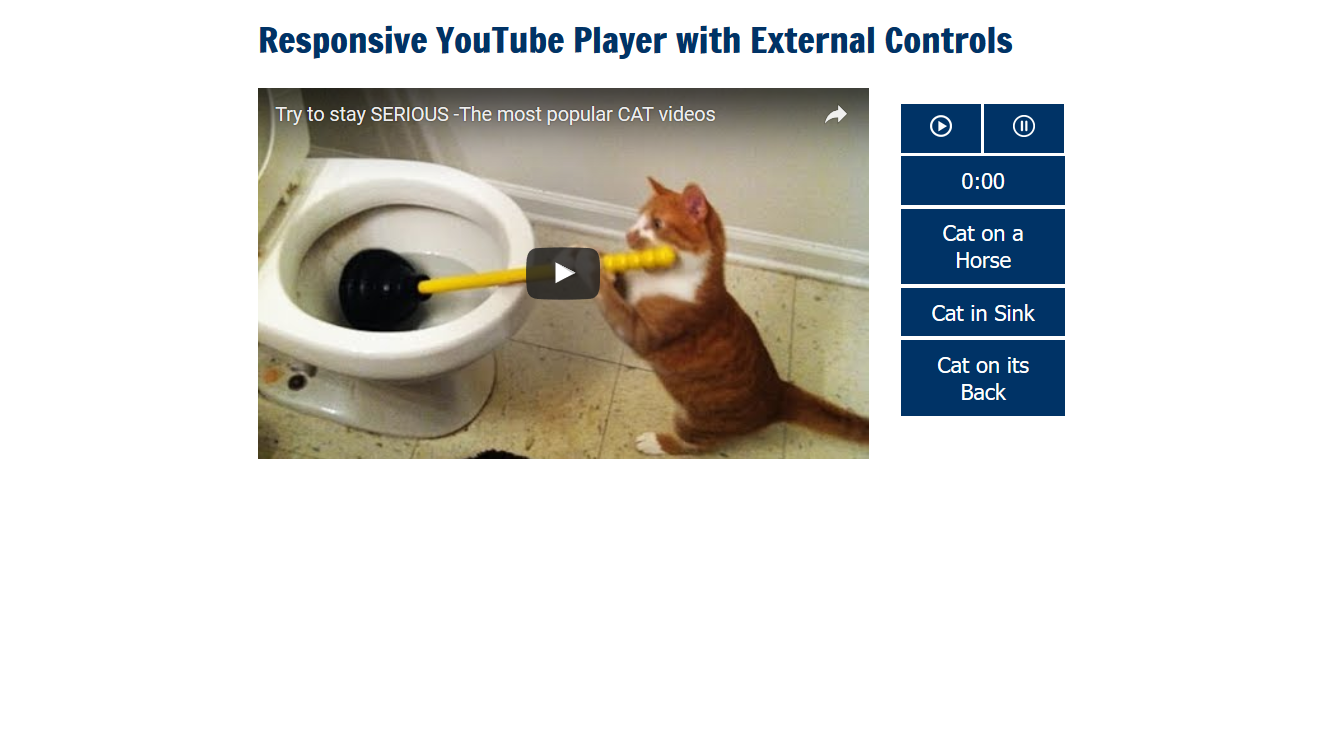 Responsive YouTube Player with External Controls
Try to stay SERIOUS -The most popular CAT videos
0:00
Cat on a
Horse
Cat in Sink
Cat on its
Back